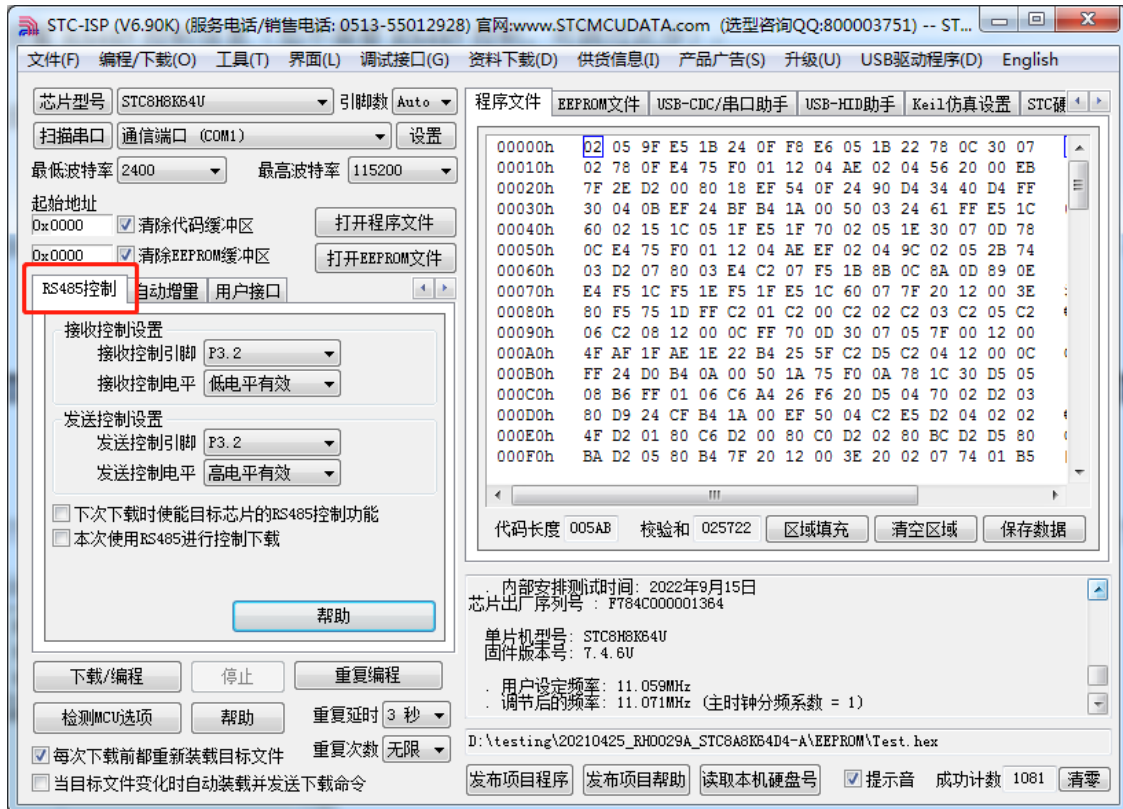 STC-ISP (V6.90K) (服务电话/销售电话: 0513-55012928) 官网:www.STCMCUDATA.com (选型咨询QQ:800003751) -- ST...
文件(F) 编程/下载(O) 工具(T) 界面(L) 调试接口(G) 资料下载(D) 供货信息(I) 产品广告(S) 升级(U) USB驱动程序(D) English
芯片型号 STC8H8K64U 引脚数 Auto
扫描串口 通信端口 (COM1) 设置
最低波特率 2400 最高波特率 115200
起始地址
0x0000 清除代码缓冲区 打开程序文件
0x0000 清除EEPROM缓冲区 打开EEPROM文件
RS485控制 自动增量 用户接口
接收控制设置
接收控制引脚 P3.2
接收控制电平 低电平有效
发送控制设置
发送控制引脚 P3.2
发送控制电平 高电平有效
下次下载时使能目标芯片的RS485控制功能
本次使用RS485进行控制下载
帮助
下载/编程 停止 重复编程
检测MCU选项 帮助 重复延时 3 秒
每次下载前都重新装载目标文件 重复次数 无限
当目标文件变化时自动装载并发送下载命令
程序文件 EEPROM文件 USB-CDC/串口助手 USB-HID助手 Keil仿真设置 STC硬
00000h 02 05 9F E5 1B 24 0F F8 E6 05 1B 22 78 0C 30 07
00010h 02 78 0F E4 75 F0 01 12 04 AE 02 04 56 20 00 EB
00020h 7F 2E D2 00 80 18 EF 54 0F 24 90 D4 34 40 D4 FF
00030h 30 04 0B EF 24 BF B4 1A 00 50 03 24 61 FF E5 1C
00040h 60 02 15 1C 05 1F E5 1F 70 02 05 1E 30 07 0D 78
00050h 0C E4 75 F0 01 12 04 AE EF 02 04 9C 02 05 2B 74
00060h 03 D2 07 80 03 E4 C2 07 F5 1B 8B 0C 8A 0D 89 0E
00070h E4 F5 1C F5 1E F5 1F E5 1C 60 07 7F 20 12 00 3E
00080h 80 F5 75 1D FF C2 01 C2 00 C2 02 C2 03 C2 05 C2
00090h 06 C2 08 12 00 0C FF 70 0D 30 07 05 7F 00 12 00
000A0h 4F AF 1F AE 1E 22 B4 25 5F C2 D5 C2 04 12 00 0C
000B0h FF 24 D0 B4 0A 00 50 1A 75 F0 0A 78 1C 30 D5 05
000C0h 08 B6 FF 01 06 C6 A4 26 F6 20 D5 04 70 02 D2 03
000D0h 80 D9 24 CF B4 1A 00 EF 50 04 C2 E5 D2 04 02 02
000E0h 4F D2 01 80 C6 D2 00 80 C0 D2 02 80 BC D2 D5 80
000F0h BA D2 05 80 B4 7F 20 12 00 3E 20 02 07 74 01 B5
代码长度 005AB 校验和 025722 区域填充 清空区域 保存数据
. 内部安排测试时间: 2022年9月15日
芯片出厂序列号 : F784C000001364
单片机型号: STC8H8K64U
固件版本号: 7.4.6U
. 用户设定频率: 11.059MHz
. 调节后的频率: 11.071MHz (主时钟分频系数 = 1)
D:\testing\20210425_RH0029A_STC8A8K64D4-A\EEPROM\Test.hex
发布项目程序 发布项目帮助 读取本机硬盘号 提示音 成功计数 1081 清零